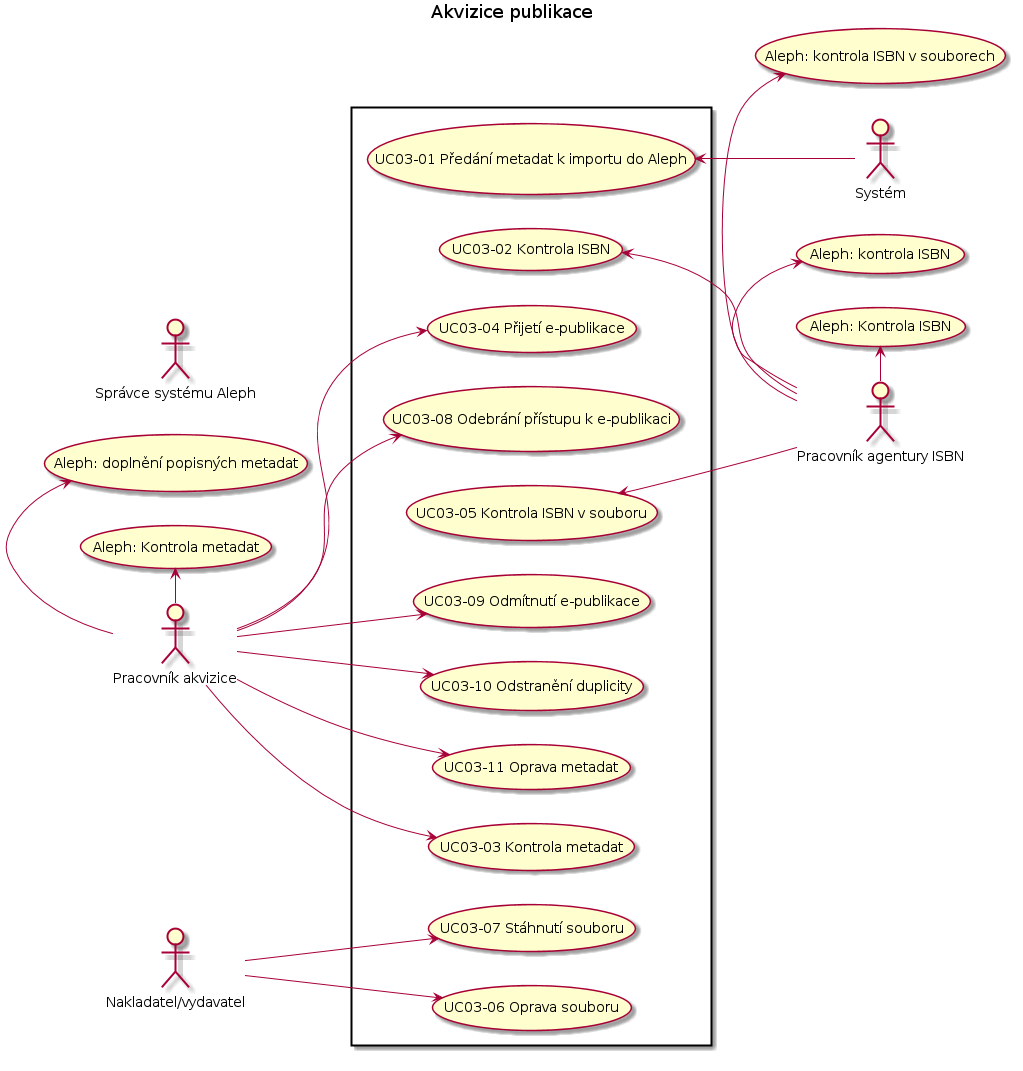 Akvizice publikace
Aleph: kontrola ISBN v souborech
UC03-01 Předání metadat k importu do Aleph
Systém
UC03-02 Kontrola ISBN
Aleph: kontrola ISBN
UC03-04 Přijetí e-publikace
Aleph: Kontrola ISBN
Správce systému Aleph
UC03-08 Odebrání přístupu k e-publikaci
Pracovník agentury ISBN
Aleph: doplnění popisných metadat
UC03-05 Kontrola ISBN v souboru
Aleph: Kontrola metadat
UC03-09 Odmítnutí e-publikace
Pracovník akvizice
UC03-10 Odstranění duplicity
UC03-11 Oprava metadat
UC03-03 Kontrola metadat
UC03-07 Stáhnutí souboru
Nakladatel/vydavatel
UC03-06 Oprava souboru